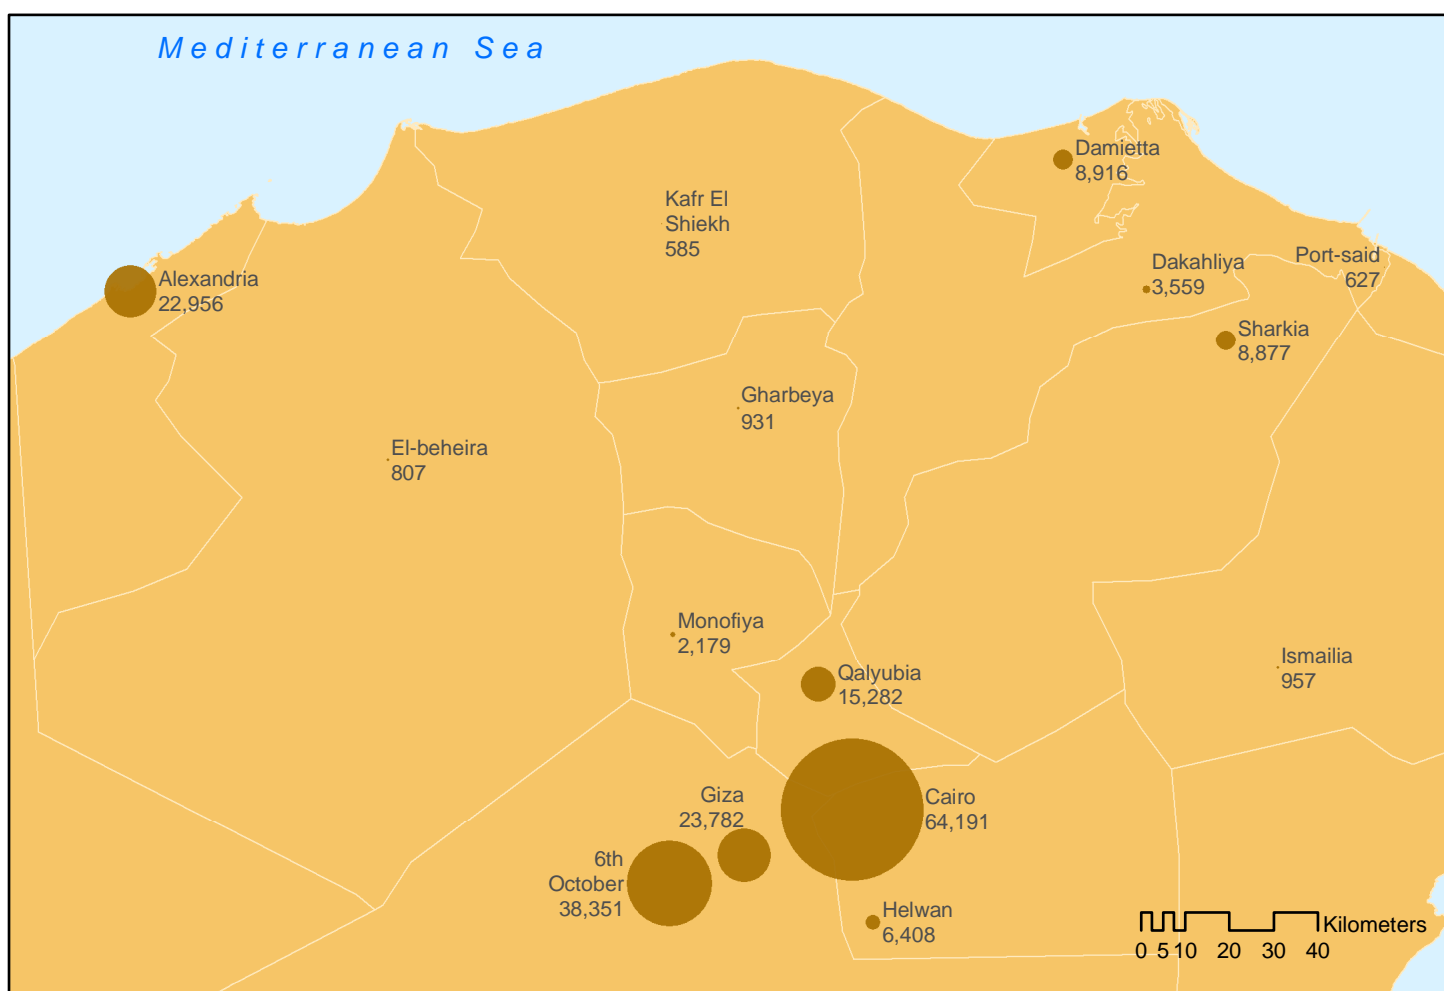 Mediterranean Sea
Damietta
8,916
Kafr El
Shiekh
585
Port-said
627
Dakahliya
3,559
Alexandria
22,956
Sharkia
8,877
Gharbeya
931
El-beheira
807
Monofiya
2,179
Ismailia
957
Qalyubia
15,282
Giza
23,782
Cairo
64,191
6th
October
38,351
Helwan
6,408
Kilometers
0 5 10 20 30 40